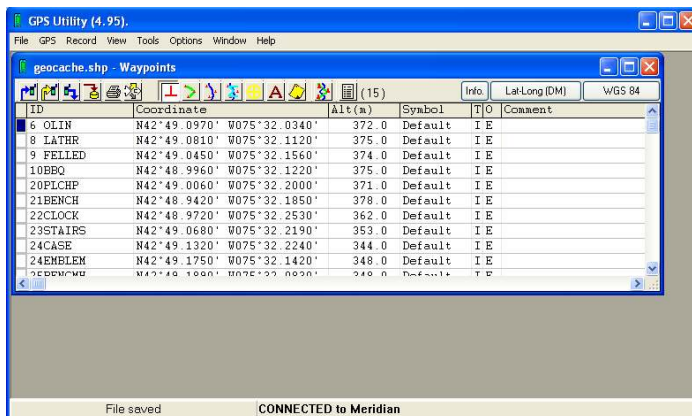 GPS Utility (4.95).
File GPS Record View Tools Options Window Help
geocache.shp - Waypoints
A (15) Info. Lat-Long (DM) WGS 84
ID Coordinate Alt(m) Symbol T O Comment
6 OLIN N42°49.0970' W075°32.0340' 372.0 Default I E
8 LATHR N42°49.0810' W075°32.1120' 375.0 Default I E
9 FELLED N42°49.0450' W075°32.1560' 374.0 Default I E
10BBQ N42°48.9960' W075°32.1220' 375.0 Default I E
20PLCHP N42°49.0060' W075°32.2000' 371.0 Default I E
21BENCH N42°48.9420' W075°32.1850' 378.0 Default I E
22CLOCK N42°48.9720' W075°32.2530' 362.0 Default I E
23STAIRS N42°49.0680' W075°32.2190' 353.0 Default I E
24CASE N42°49.1320' W075°32.2240' 344.0 Default I E
24EMBLEM N42°49.1750' W075°32.1420' 348.0 Default I E
Default I E
File saved CONNECTED to Meridian